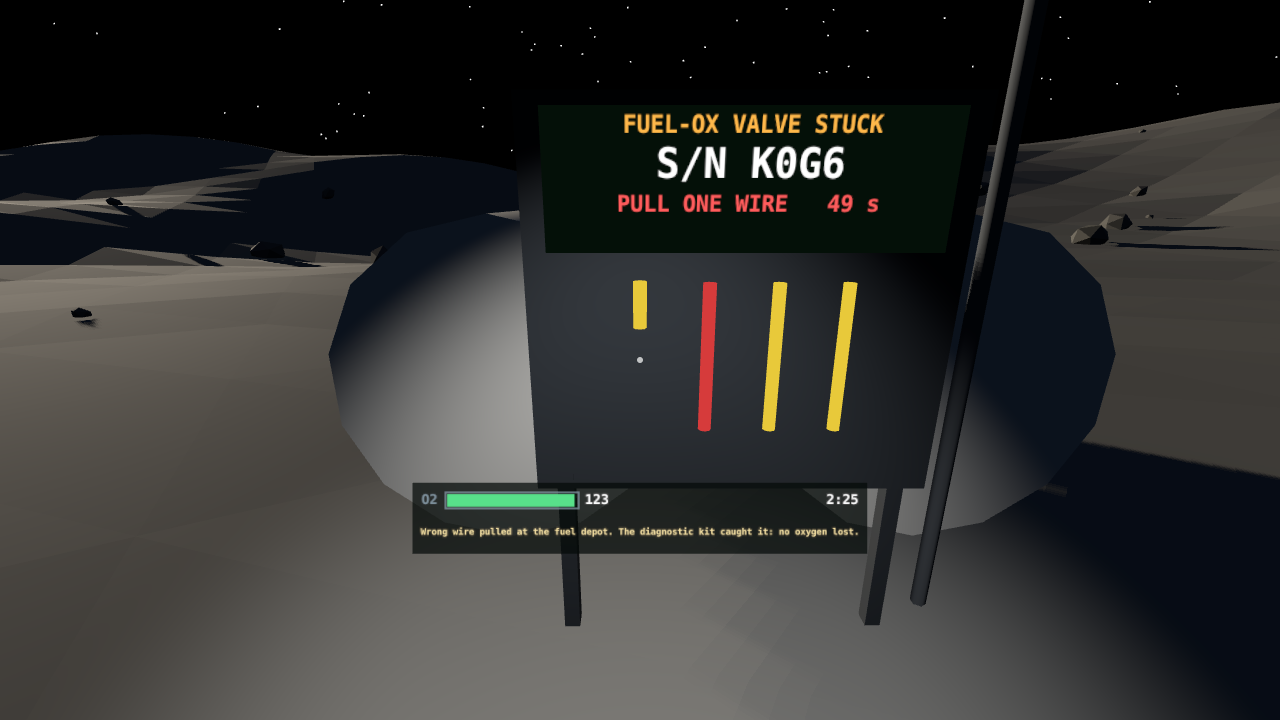 FUEL-OX VALVE STUCK
S/N K0G6
PULL ONE WIRE 49 s
O2 123 2:25
Wrong wire pulled at the fuel depot. The diagnostic kit caught it: no oxygen lost.